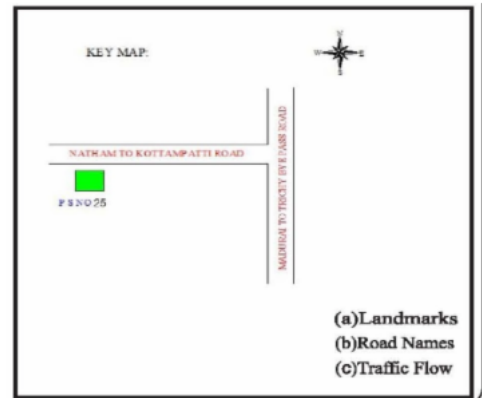 KEY MAP:
N
W E
S
NATHAM TO KOTTAMPATTI ROAD
MADURAI TO TRICHY BYE PASS ROAD
P S NO 25
(a)Landmarks
(b)Road Names
(c)Traffic Flow